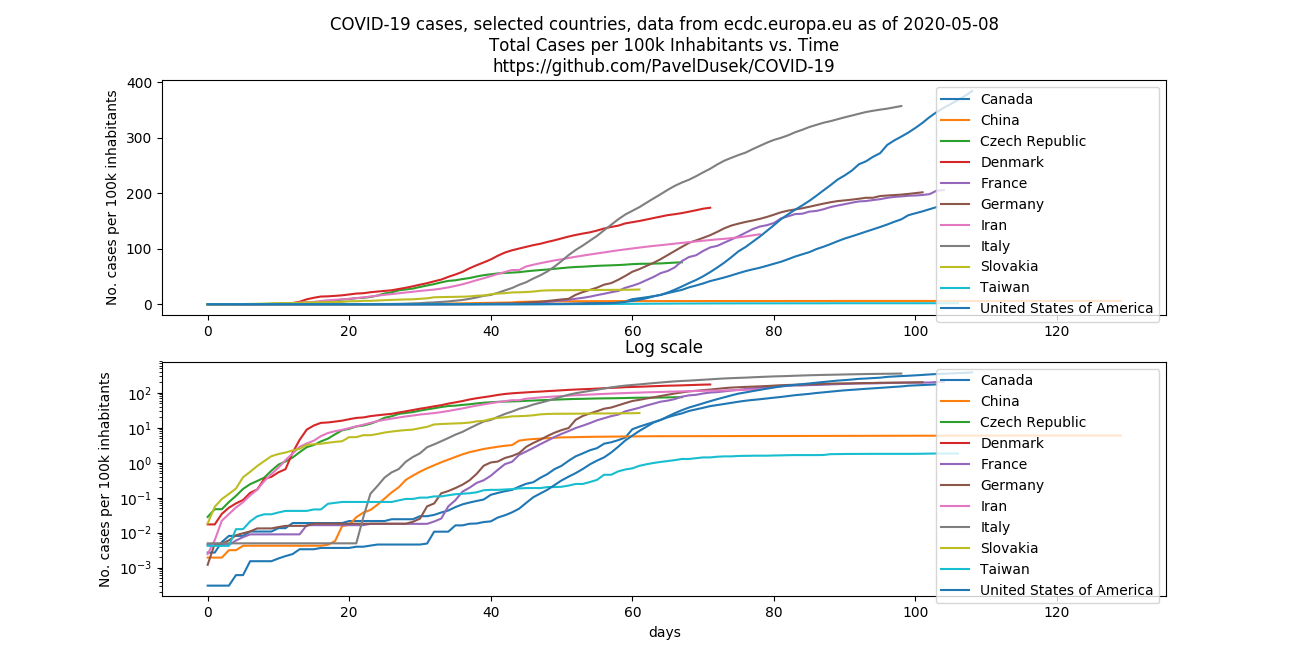 COVID-19 cases, selected countries, data from ecdc.europa.eu as of 2020-05-08
Total Cases per 100k Inhabitants vs. Time
https://github.com/PavelDusek/COVID-19
No. cases per 100k inhabitants
400
300
200
100
0
0 20 40 60 80 100 120
Canada
China
Czech Republic
Denmark
France
Germany
Iran
Italy
Slovakia
Taiwan
United States of America
Log scale
No. cases per 100k inhabitants
10²
10¹
10⁰
10⁻¹
10⁻²
10⁻³
0 20 40 60 80 100 120
days
Canada
China
Czech Republic
Denmark
France
Germany
Iran
Italy
Slovakia
Taiwan
United States of America